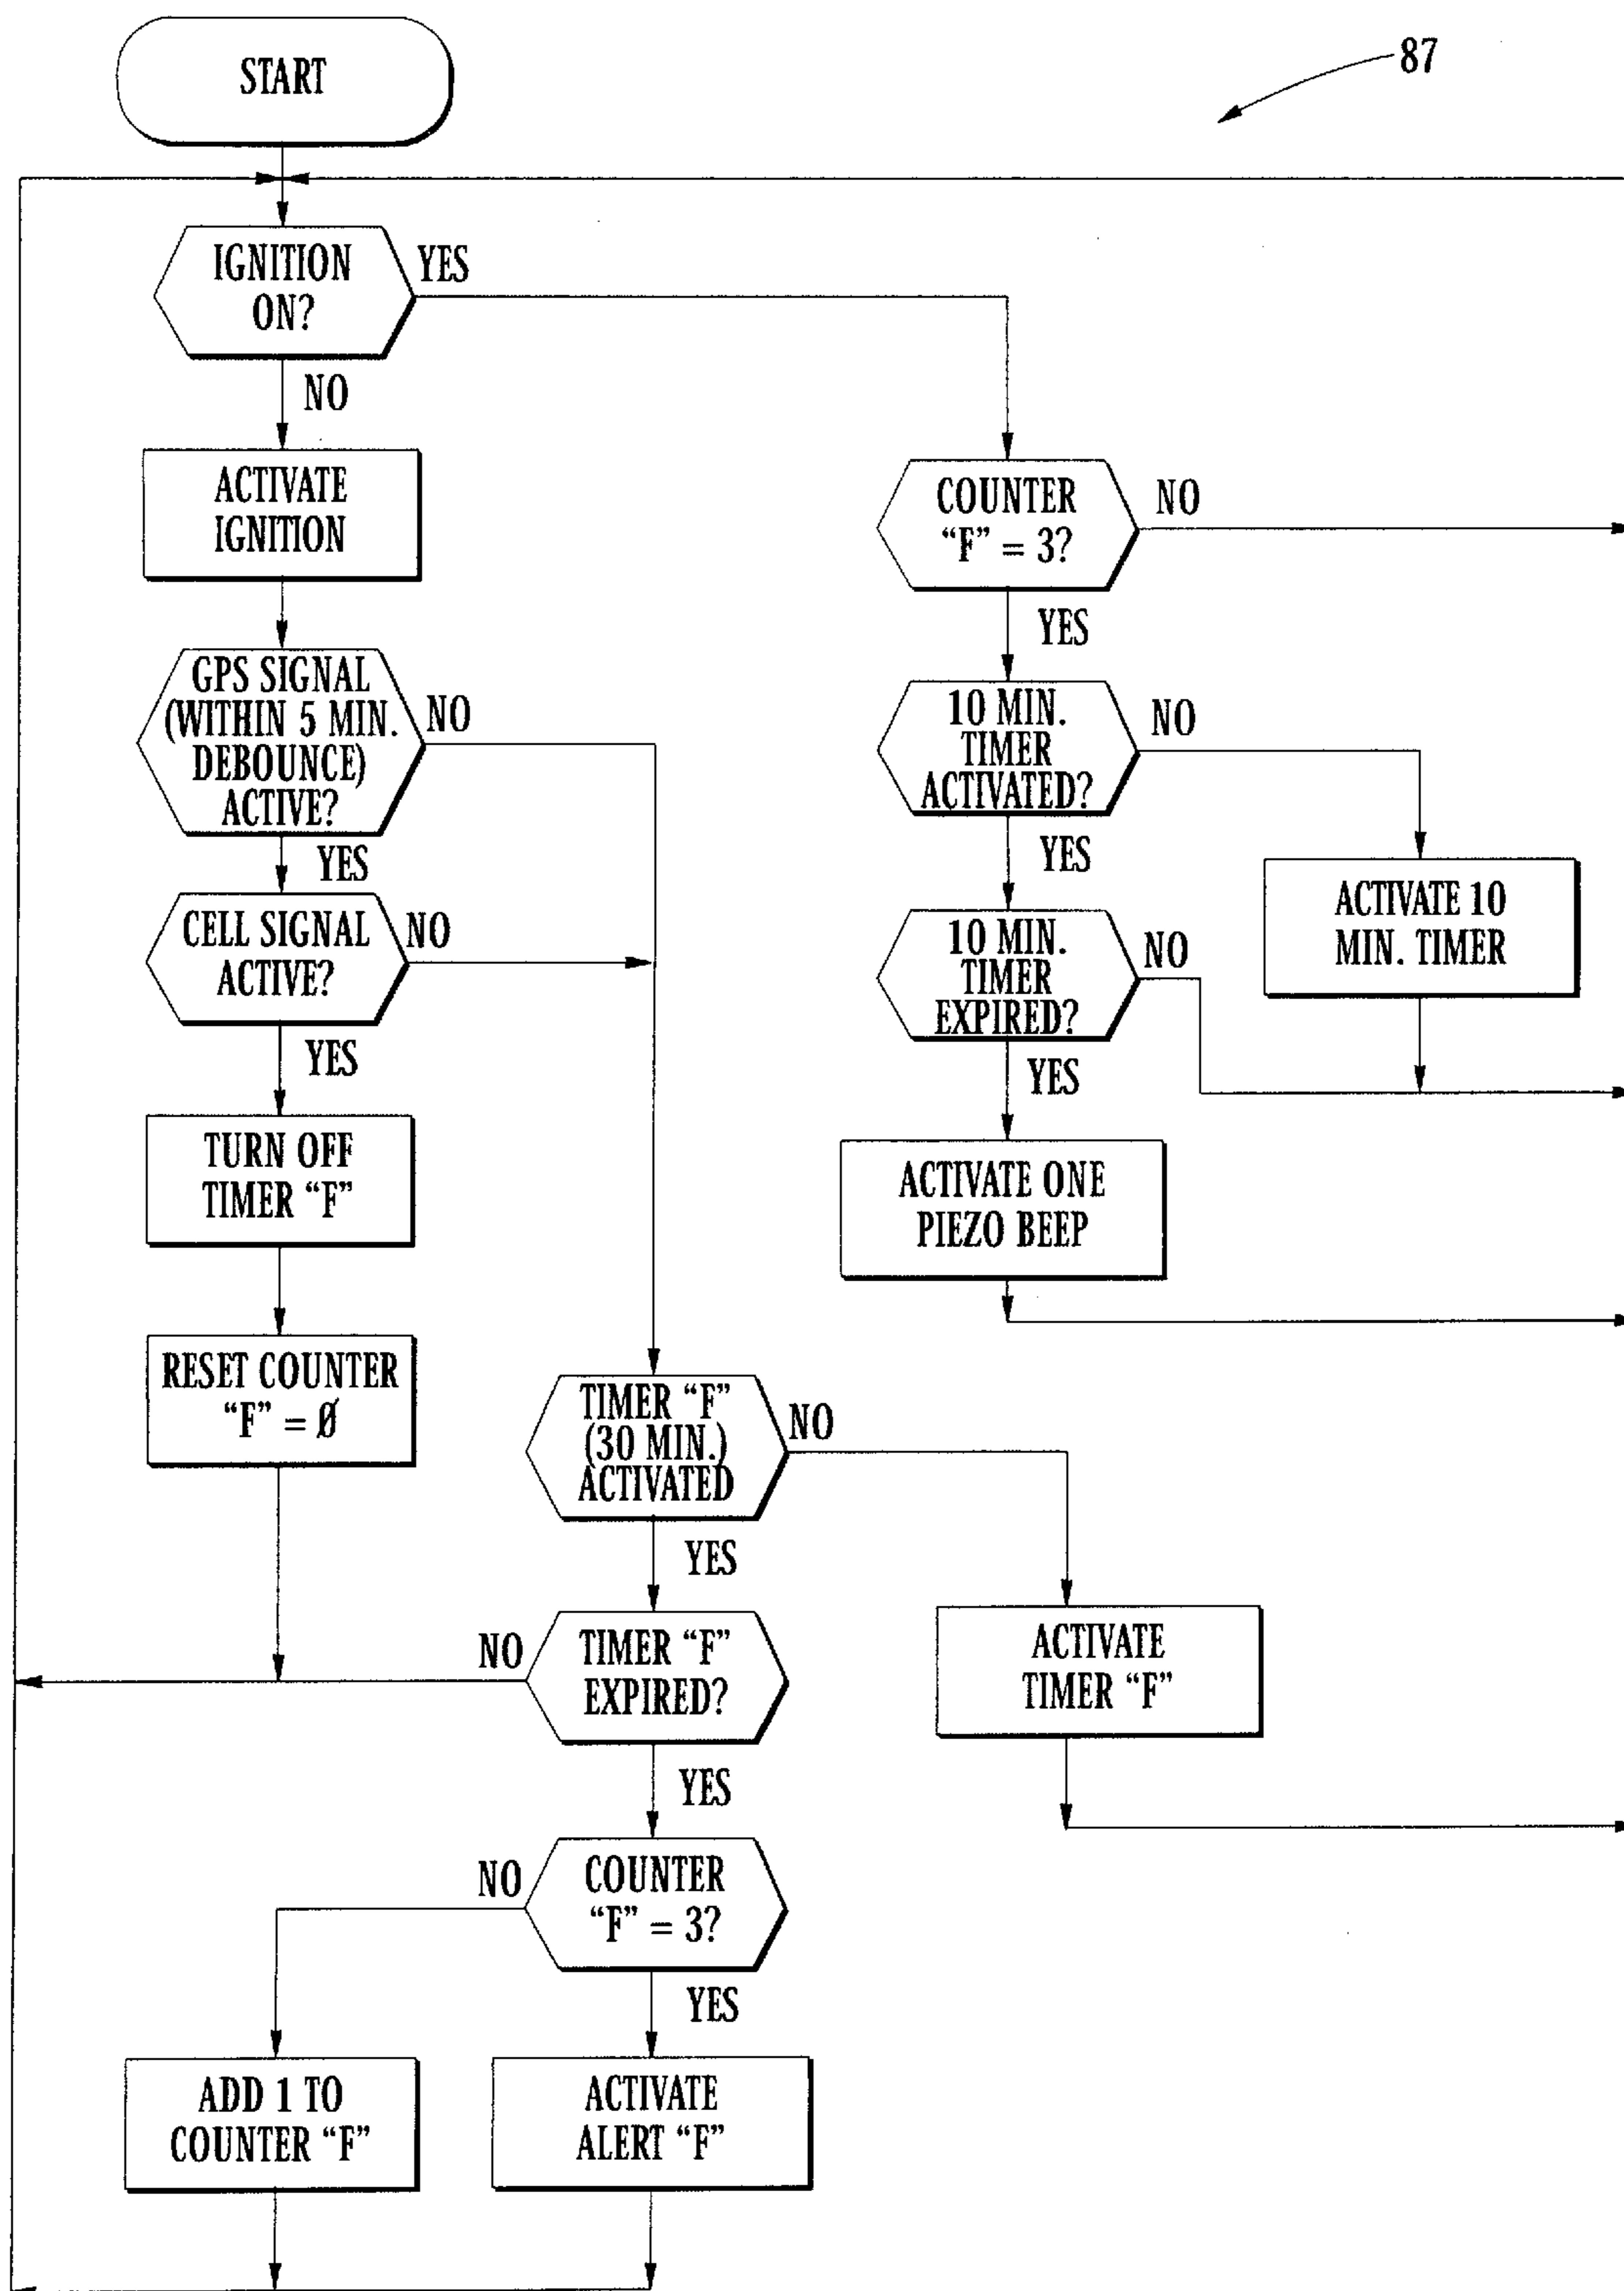 START
87
IGNITION
ON?
YES
NO
ACTIVATE
IGNITION
COUNTER
“F” = 3?
NO
YES
GPS SIGNAL
(WITHIN 5 MIN.
DEBOUNCE)
ACTIVE?
NO
YES
10 MIN.
TIMER
ACTIVATED?
NO
YES
ACTIVATE 10
MIN. TIMER
CELL SIGNAL
ACTIVE?
NO
YES
10 MIN.
TIMER
EXPIRED?
NO
YES
TURN OFF
TIMER “F”
ACTIVATE ONE
PIEZO BEEP
RESET COUNTER
“F” = Ø
TIMER “F”
(30 MIN.)
ACTIVATED
NO
YES
TIMER “F”
EXPIRED?
NO
YES
ACTIVATE
TIMER “F”
COUNTER
“F” = 3?
NO
YES
ADD 1 TO
COUNTER “F”
ACTIVATE
ALERT “F”